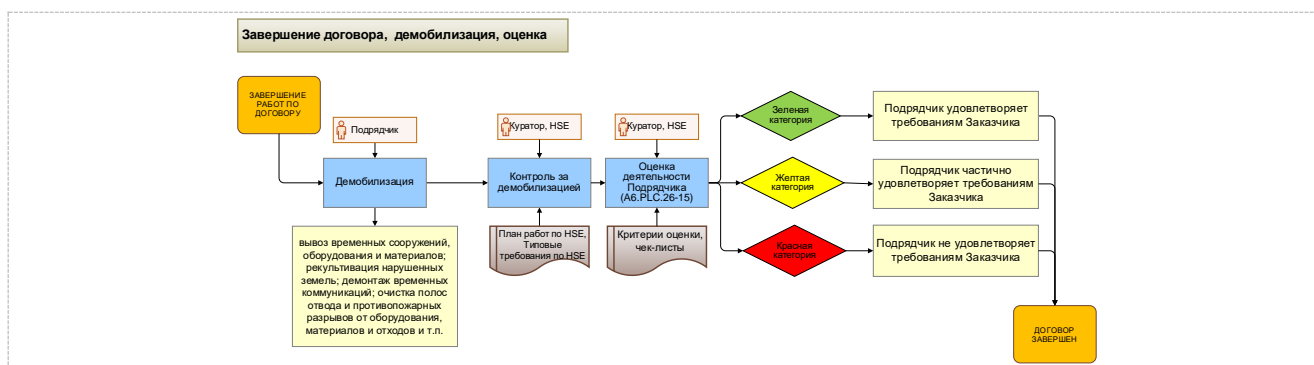 Завершение договора, демобилизация, оценка
ЗАВЕРШЕНИЕ
РАБОТ ПО
ДОГОВОРУ
Подрядчик
Демобилизация
вывоз временных сооружений,
оборудования и материалов;
рекультивация нарушенных
земель; демонтаж временных
коммуникаций; очистка полос
отвода и противопожарных
разрывов от оборудования,
материалов и отходов и т.п.
Куратор, HSE
Контроль за
демобилизацией
План работ по HSE,
Типовые
требования по HSE
Куратор, HSE
Оценка
деятельности
Подрядчика
(A6.PLC.26-15)
Критерии оценки,
чек-листы
Зеленая
категория
Подрядчик удовлетворяет
требованиям Заказчика
Желтая
категория
Подрядчик частично
удовлетворяет требованиям
Заказчика
Красная
категория
Подрядчик не удовлетворяет
требованиям Заказчика
ДОГОВОР
ЗАВЕРШЕН